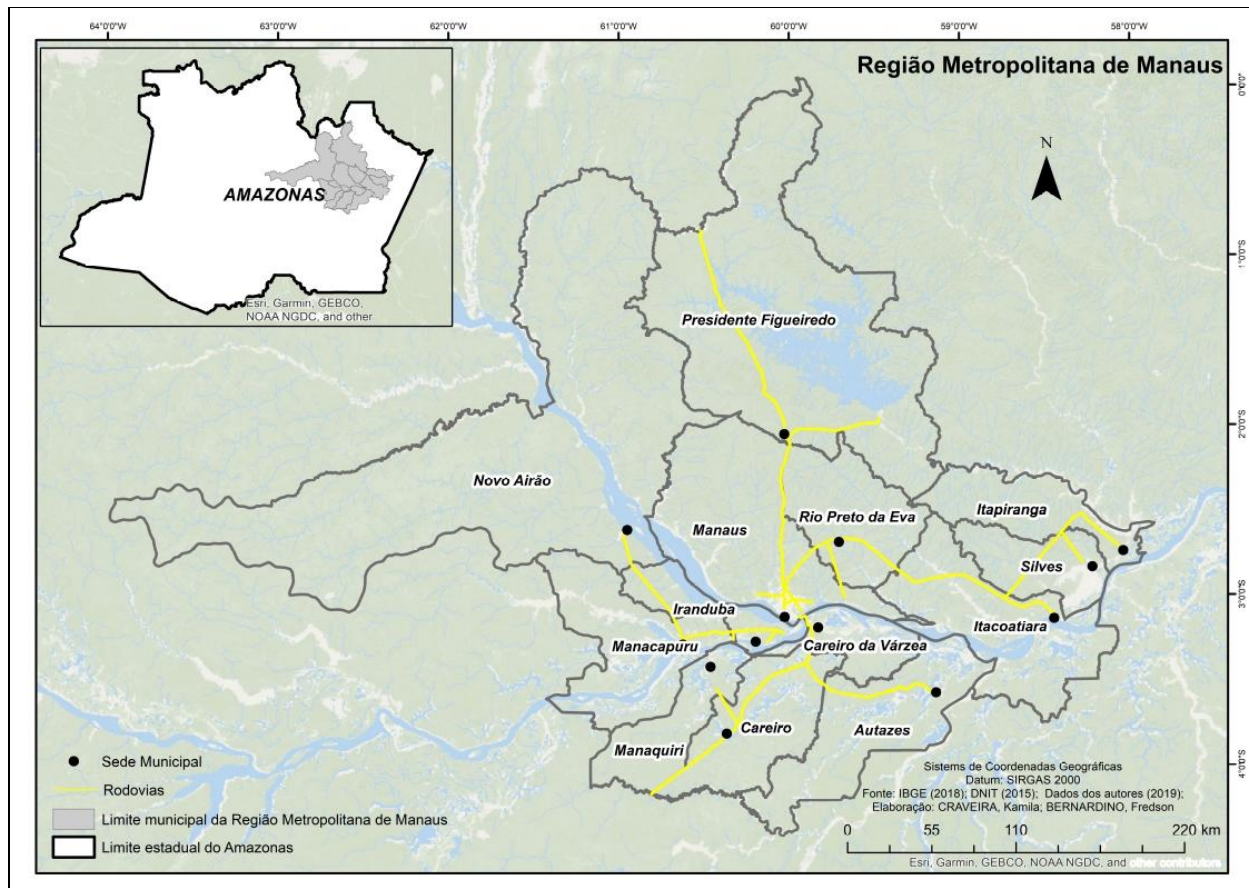 64°0'0"W 63°0'0"W 62°0'0"W 61°0'0"W 60°0'0"W 59°0'0"W 58°0'0"W
Região Metropolitana de Manaus
0°0'0"
N
AMAZONAS
Esri, Garmin, GEBCO,
NOAA NGDC, and other
1°0'0"S
Presidente Figueiredo
2°0'0"S
Novo Airão
Itapiranga
Rio Preto da Eva
Manaus
Silves
3°0'0"S
Iranduba
Itacoatiara
Manacapuru
Careiro da Várzea
Careiro
Autazes
Manaquiri
4°0'0"S
Sede Municipal
Rodovias
Limite municipal da Região Metropolitana de Manaus
Limite estadual do Amazonas
Sistems de Coordenadas Geográficas
Datum: SIRGAS 2000
Fonte: IBGE (2018); DNIT (2015); Dados dos autores (2019);
Elaboração: CRAVEIRA, Kamila; BERNARDINO, Fredson
0 55 110 220 km
Esri, Garmin, GEBCO, NOAA NGDC, and other contributors